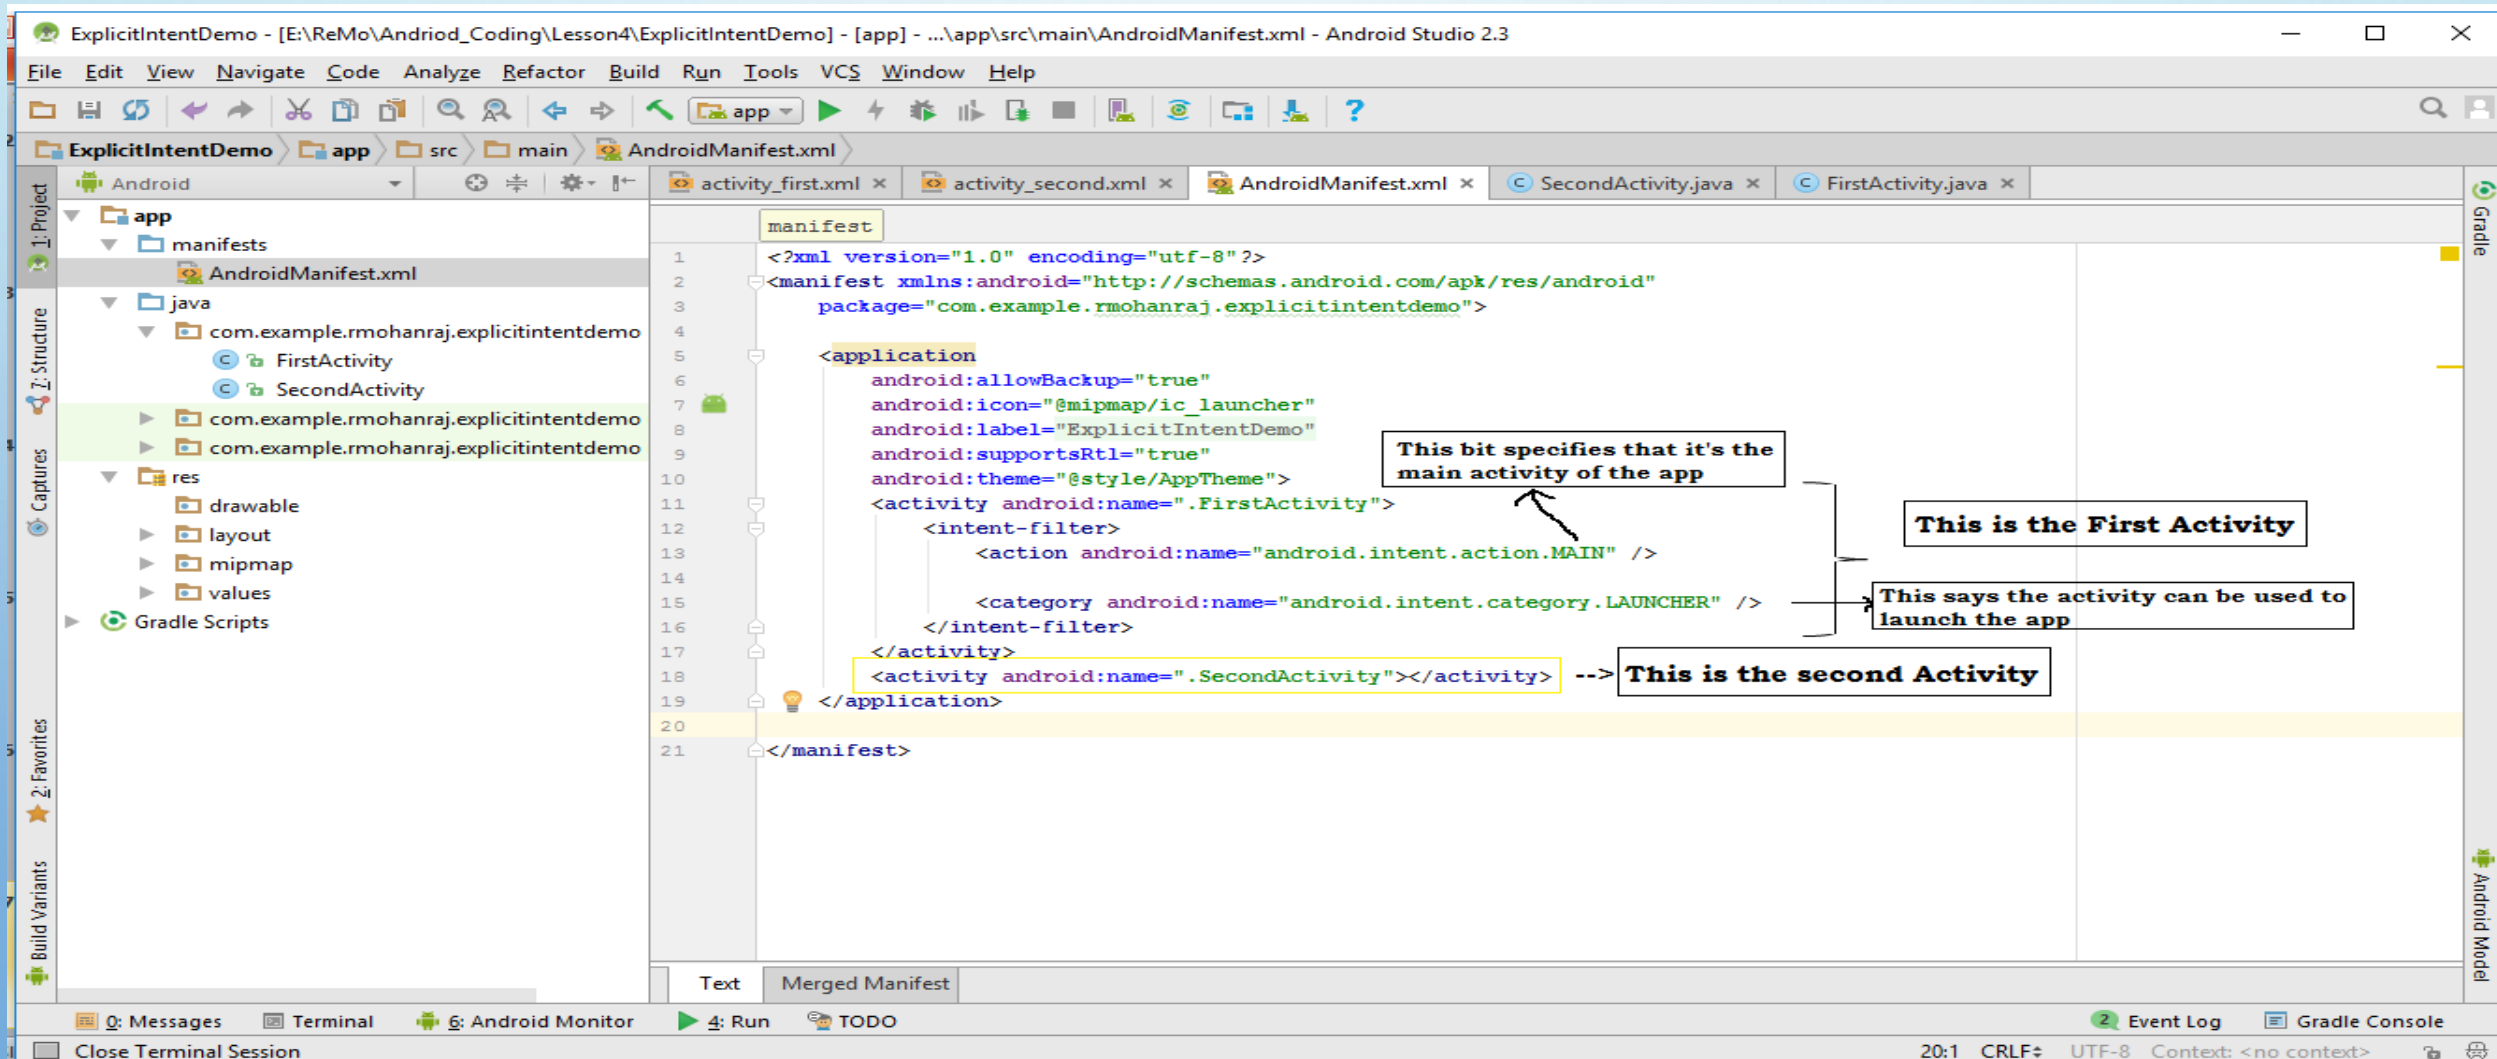 ExplicitIntentDemo - [E:\ReMo\Andriod_Coding\Lesson4\ExplicitIntentDemo] - [app] - ...\app\src\main\AndroidManifest.xml - Android Studio 2.3
File Edit View Navigate Code Analyze Refactor Build Run Tools VCS Window Help
app
ExplicitIntentDemo app src main AndroidManifest.xml
Android
activity_first.xml activity_second.xml AndroidManifest.xml SecondActivity.java FirstActivity.java
1: Project
7: Structure
Captures
2: Favorites
Build Variants
app
manifests
AndroidManifest.xml
java
com.example.rmohanraj.explicitintentdemo
FirstActivity
SecondActivity
com.example.rmohanraj.explicitintentdemo
com.example.rmohanraj.explicitintentdemo
res
drawable
layout
mipmap
values
Gradle Scripts
manifest
1 <?xml version="1.0" encoding="utf-8"?>
2 <manifest xmlns:android="http://schemas.android.com/apk/res/android"
3 package="com.example.rmohanraj.explicitintentdemo">
4
5 <application
6 android:allowBackup="true"
7 android:icon="@mipmap/ic_launcher"
8 android:label="ExplicitIntentDemo"
9 android:supportsRtl="true"
10 android:theme="@style/AppTheme">
11 <activity android:name=".FirstActivity">
12 <intent-filter>
13 <action android:name="android.intent.action.MAIN" />
14
15 <category android:name="android.intent.category.LAUNCHER" />
16 </intent-filter>
17 </activity>
18 <activity android:name=".SecondActivity"></activity>
19 </application>
20
21 </manifest>
This bit specifies that it's the
main activity of the app
This is the First Activity
This says the activity can be used to
launch the app
--> This is the second Activity
Gradle
Android Model
Text Merged Manifest
0: Messages Terminal 6: Android Monitor 4: Run TODO 2 Event Log Gradle Console
Close Terminal Session 20:1 CRLF UTF-8 Context: <no context>